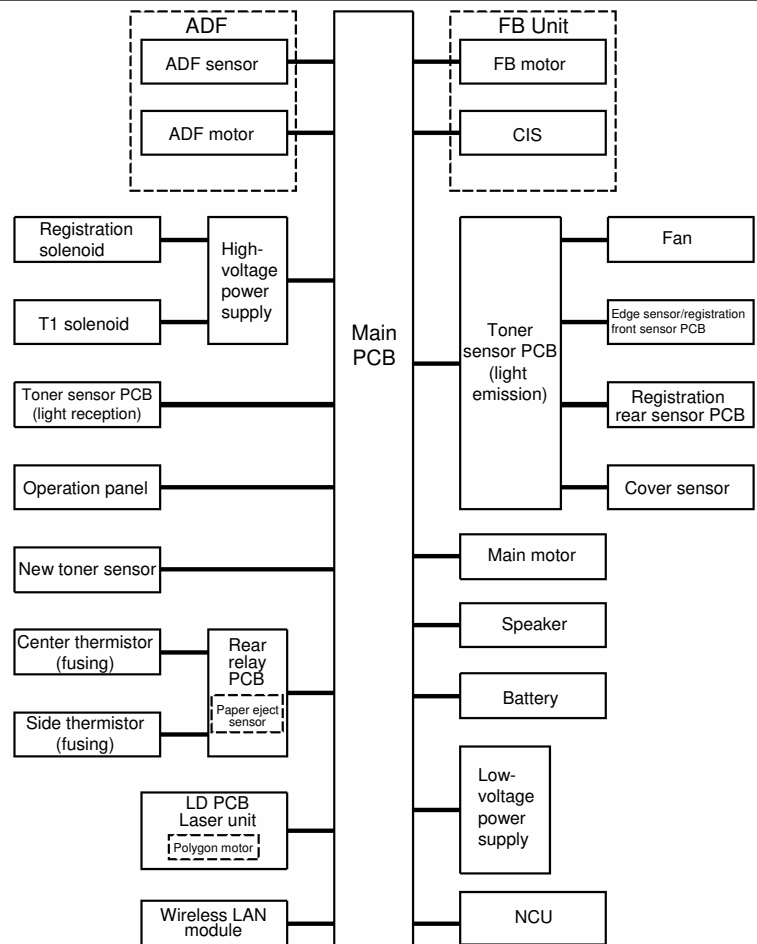 ADF
ADF sensor
ADF motor
FB Unit
FB motor
CIS
Registration
solenoid
T1 solenoid
High-
voltage
power
supply
Toner sensor PCB
(light reception)
Operation panel
New toner sensor
Center thermistor
(fusing)
Side thermistor
(fusing)
Rear
relay
PCB
Paper eject
sensor
LD PCB
Laser unit
Polygon motor
Wireless LAN
module
Main
PCB
Toner
sensor PCB
(light
emission)
Fan
Edge sensor/registration
front sensor PCB
Registration
rear sensor PCB
Cover sensor
Main motor
Speaker
Battery
Low-
voltage
power
supply
NCU